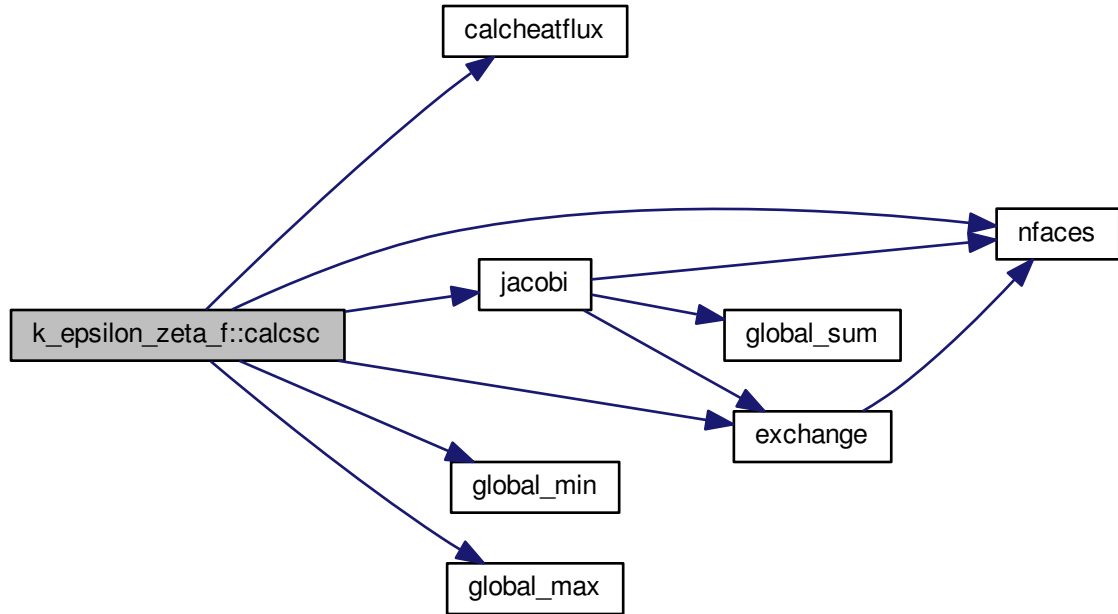 calcheatflux
nfaces
jacobi
k_epsilon_zeta_f::calcsc
global_sum
exchange
global_min
global_max